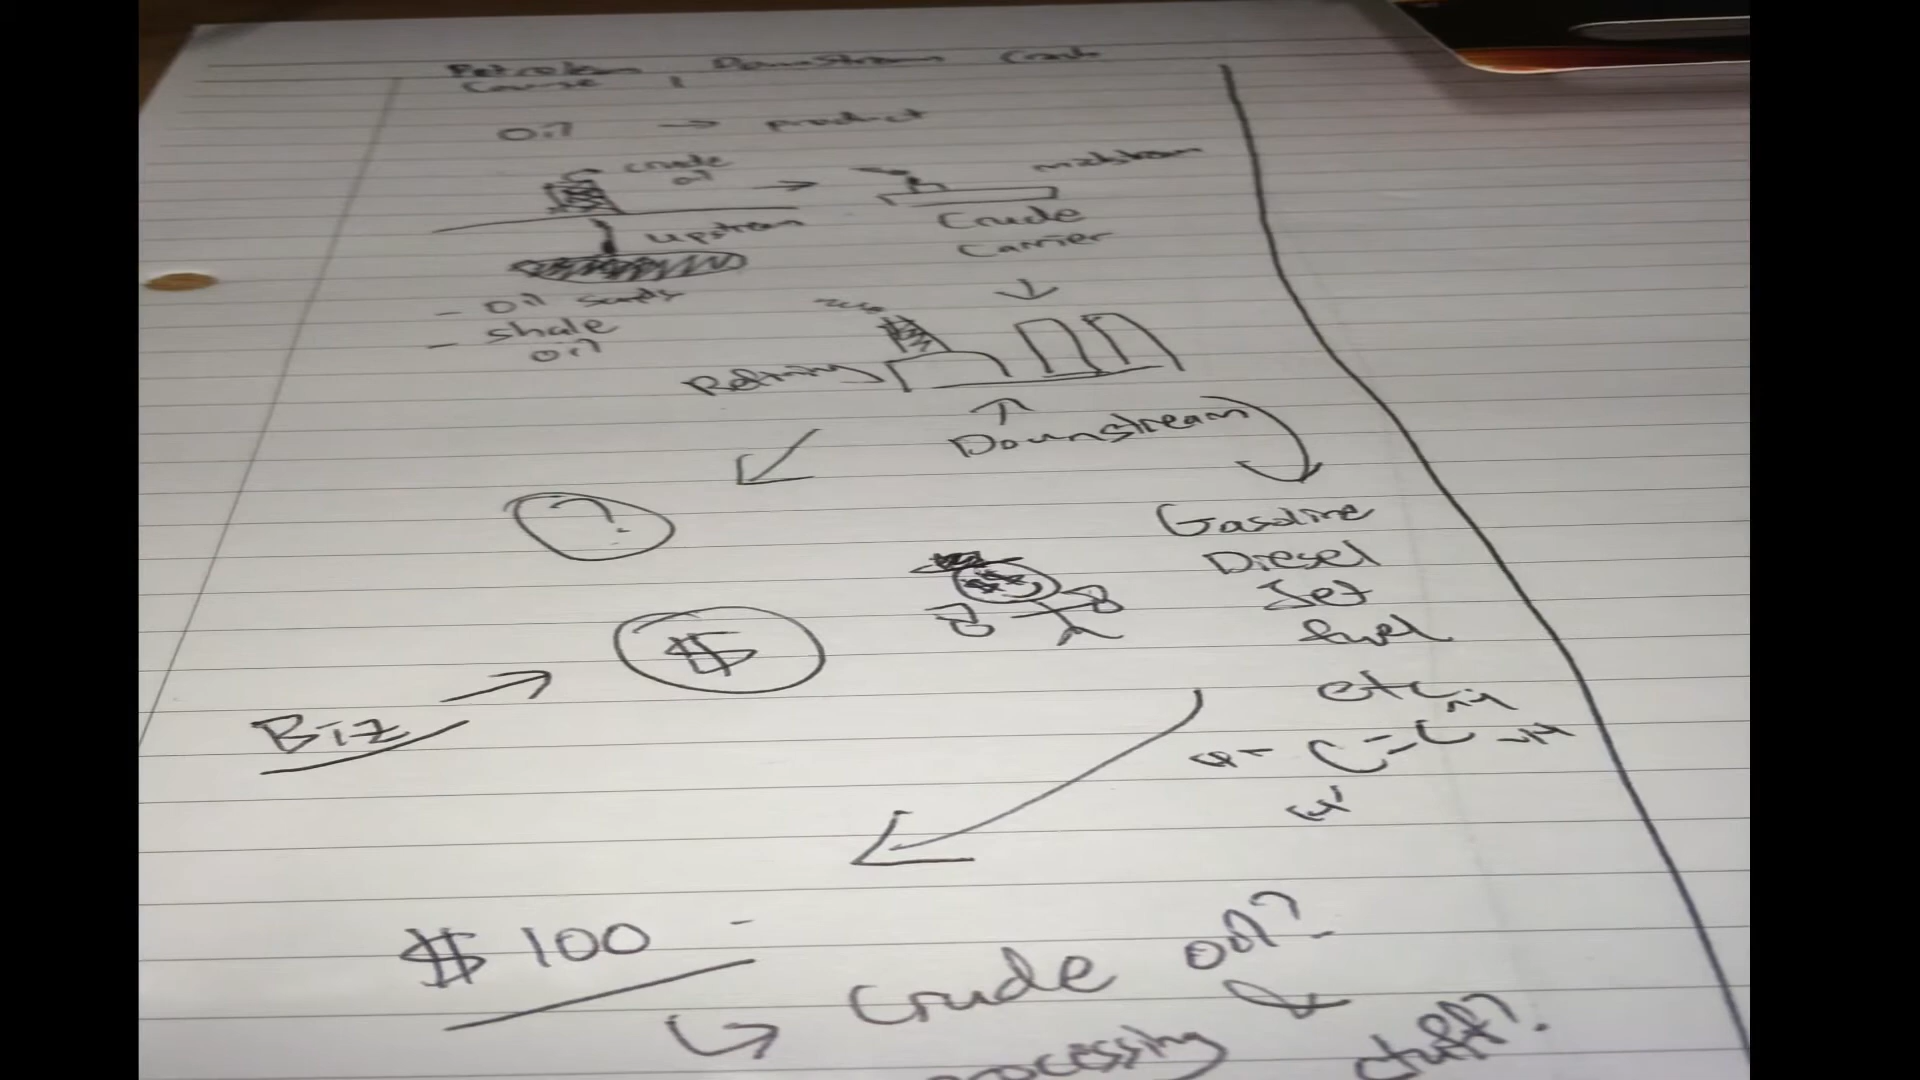 Petroleum Downstream Crash
Course 1
Oil → product
crude
oil
→
midstream
upstream
Crude
Carrier
- Oil sands
- Shale
oil
Refining
Downstream
?
Gasoline
Diesel
Jet
fuel
etc
$
Biz →
H- C=C -H
H
$100 -
Crude oil?
&
processing stuff?